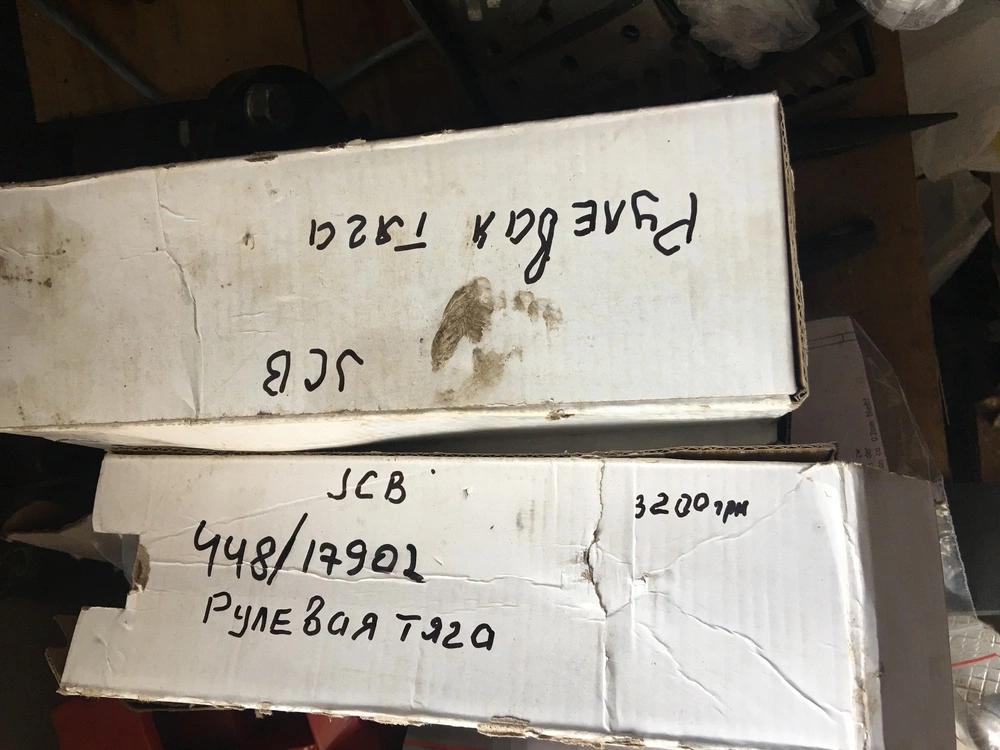 Рулевая тяга
JCB
JCB
448/17902
Рулевая тяга
3200грн